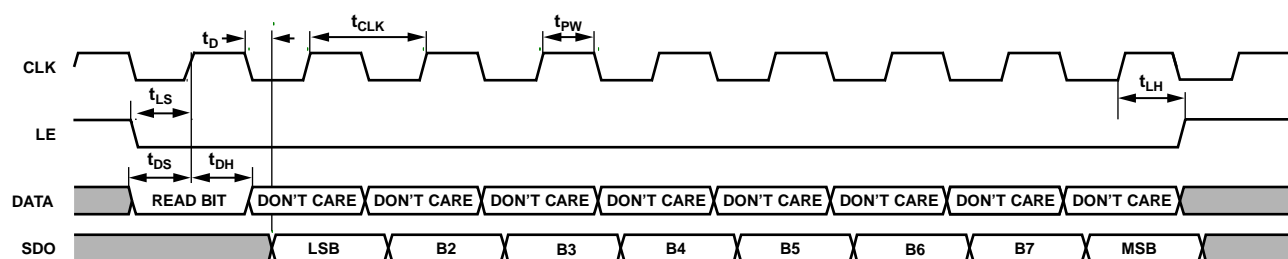 tD tCLK tPW
CLK
tLS tLH
LE
tDS tDH
DATA READ BIT DON'T CARE DON'T CARE DON'T CARE DON'T CARE DON'T CARE DON'T CARE DON'T CARE DON'T CARE
SDO LSB B2 B3 B4 B5 B6 B7 MSB